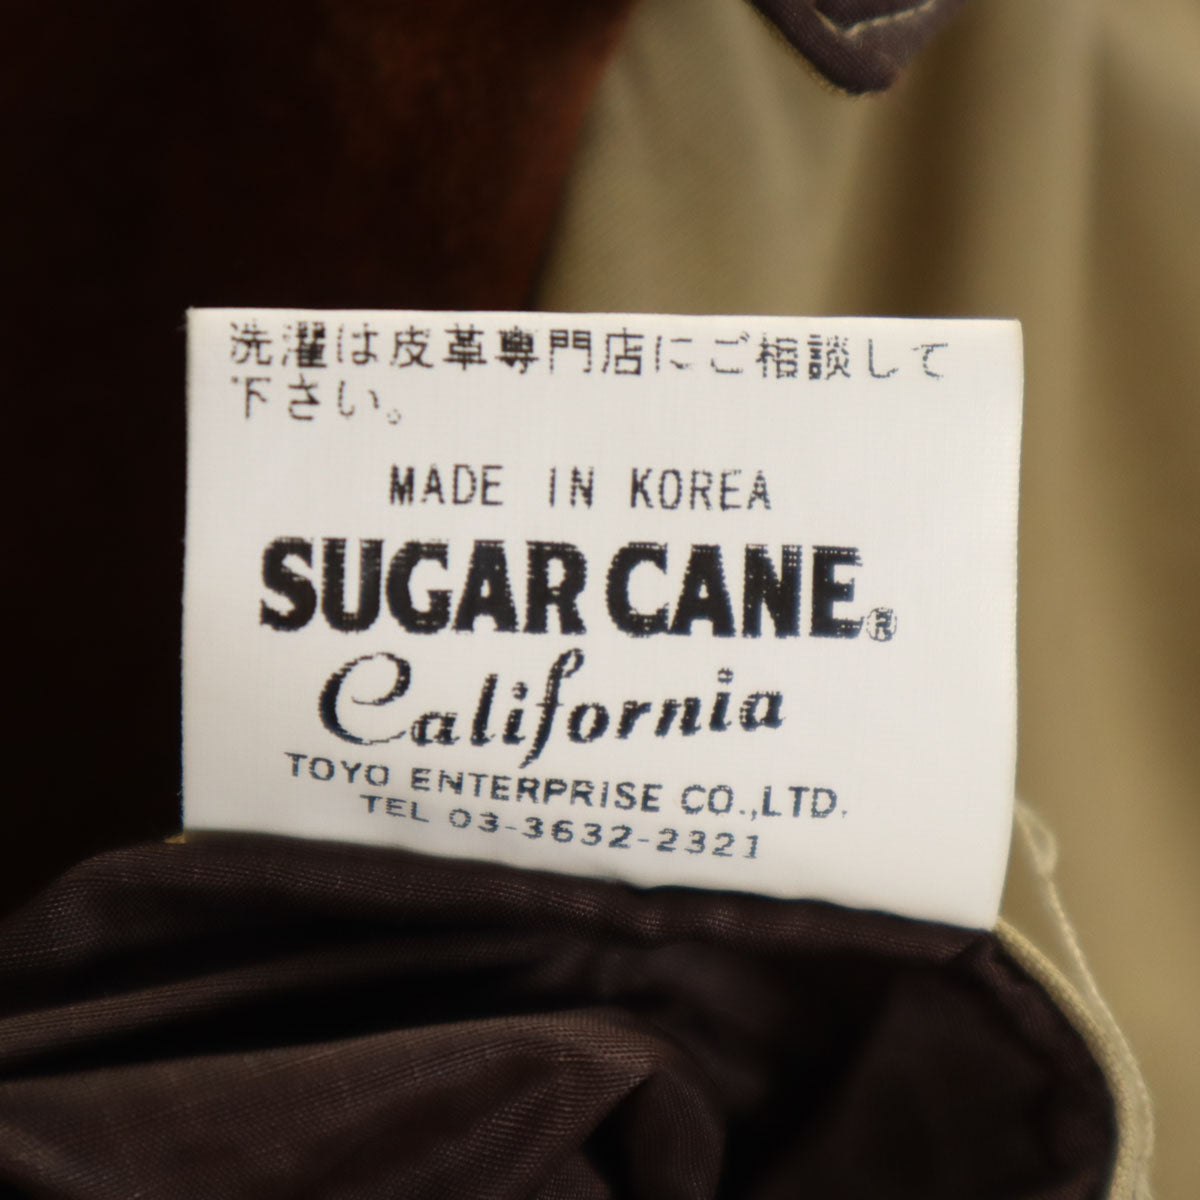 洗濯は皮革専門店にご相談して
下さい。
MADE IN KOREA
SUGAR CANE®
California
TOYO ENTERPRISE CO.,LTD.
TEL 03-3632-2321